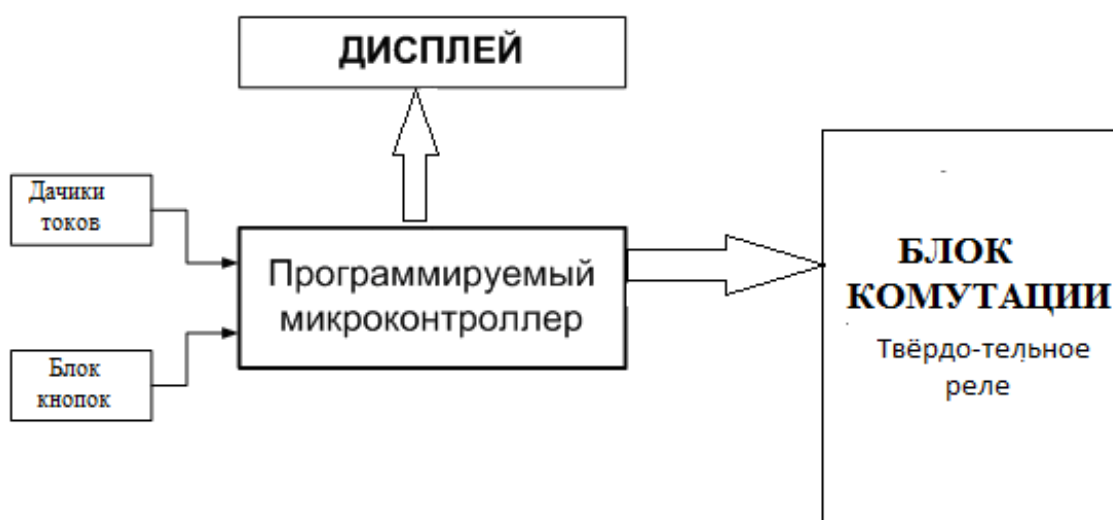 ДИСПЛЕЙ
Дачики
токов
Программируемый
микроконтроллер
Блок
кнопок
БЛОК
КОМУТАЦИИ
Твёрдо-тельное
реле